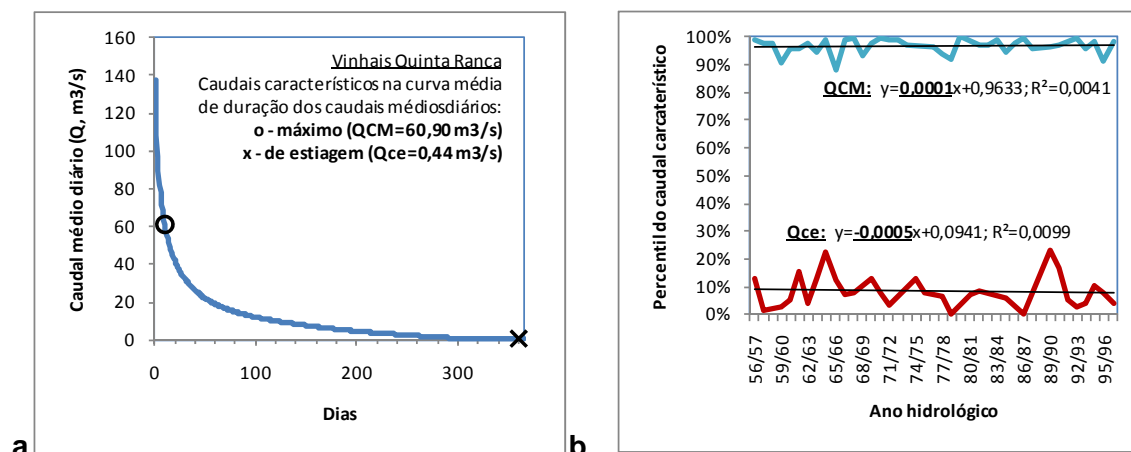 160
140
120
100
80
60
40
20
0
Caudal médio diário (Q, m3/s)
Vinhais Quinta Ranca
Caudais característicos na curva média
de duração dos caudais médiosdiários:
o - máximo (QCM=60,90 m3/s)
x - de estiagem (Qce=0,44 m3/s)
0 100 200 300
Dias
a
100%
90%
80%
70%
60%
50%
40%
30%
20%
10%
0%
Percentil do caudal carcaterístico
QCM: y=0,0001x+0,9633; R²=0,0041
Qce: y=-0,0005x+0,0941; R²=0,0099
56/57 59/60 62/63 65/66 68/69 71/72 74/75 77/78 80/81 83/84 86/87 89/90 92/93 95/96
Ano hidrológico
b